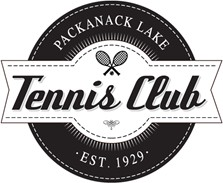 PACKANACK LAKE
Tennis Club
· EST. 1929 ·